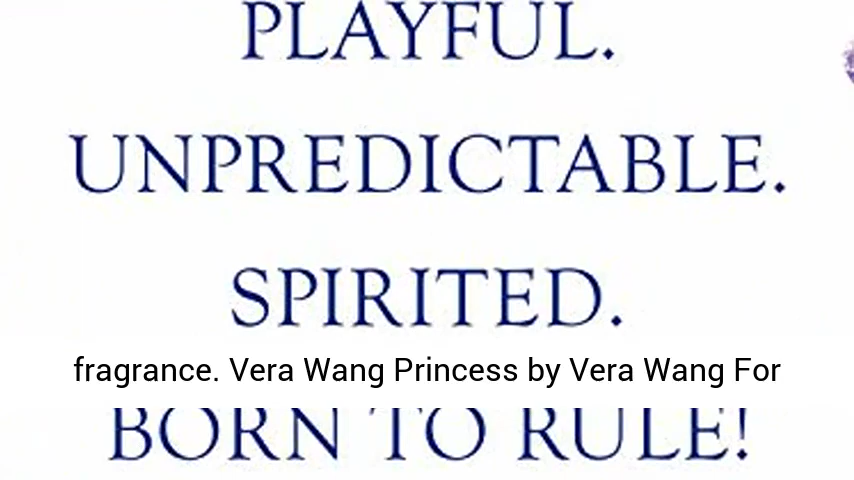 PLAYFUL.
UNPREDICTABLE.
SPIRITED.
fragrance. Vera Wang Princess by Vera Wang For
BORN TO RULE!